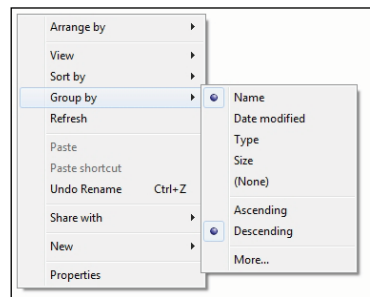 Arrange by
View
Sort by
Group by
Refresh
Paste
Paste shortcut
Undo Rename Ctrl+Z
Share with
New
Properties
Name
Date modified
Type
Size
(None)
Ascending
Descending
More...